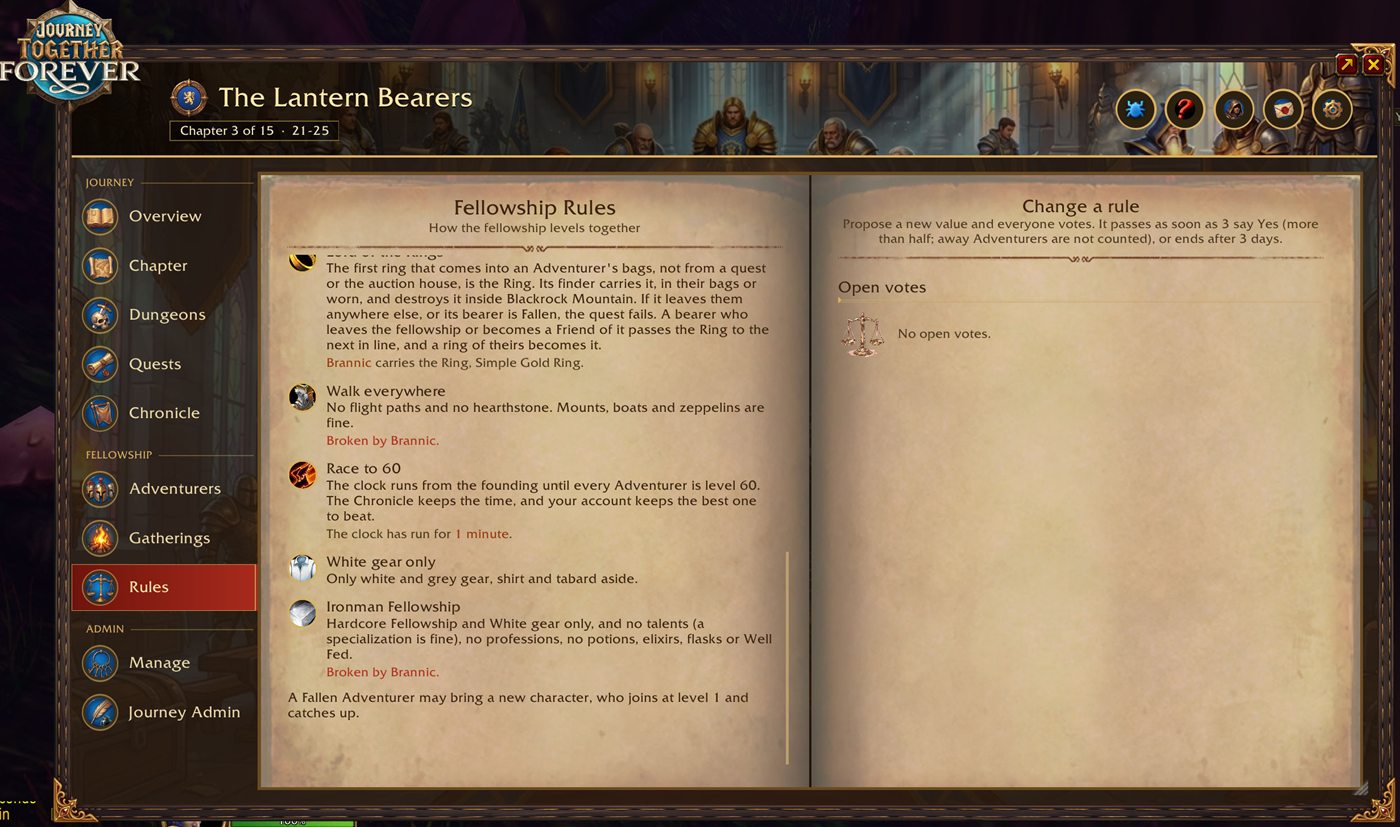 JOURNEY
TOGETHER
FOREVER
The Lantern Bearers
Chapter 3 of 15 · 21-25
JOURNEY
Overview
Chapter
Dungeons
Quests
Chronicle
FELLOWSHIP
Adventurers
Gatherings
Rules
ADMIN
Manage
Journey Admin
Fellowship Rules
How the fellowship levels together
Lord of the Rings
The first ring that comes into an Adventurer's bags, not from a quest
or the auction house, is the Ring. Its finder carries it, in their bags or
worn, and destroys it inside Blackrock Mountain. If it leaves them
anywhere else, or its bearer is Fallen, the quest fails. A bearer who
leaves the fellowship or becomes a Friend of it passes the Ring to the
next in line, and a ring of theirs becomes it.
Brannic carries the Ring, Simple Gold Ring.
Walk everywhere
No flight paths and no hearthstone. Mounts, boats and zeppelins are
fine.
Broken by Brannic.
Race to 60
The clock runs from the founding until every Adventurer is level 60.
The Chronicle keeps the time, and your account keeps the best one
to beat.
The clock has run for 1 minute.
White gear only
Only white and grey gear, shirt and tabard aside.
Ironman Fellowship
Hardcore Fellowship and White gear only, and no talents (a
specialization is fine), no professions, no potions, elixirs, flasks or Well
Fed.
Broken by Brannic.
A Fallen Adventurer may bring a new character, who joins at level 1 and
catches up.
Change a rule
Propose a new value and everyone votes. It passes as soon as 3 say Yes (more
than half; away Adventurers are not counted), or ends after 3 days.
Open votes
No open votes.
in
100%